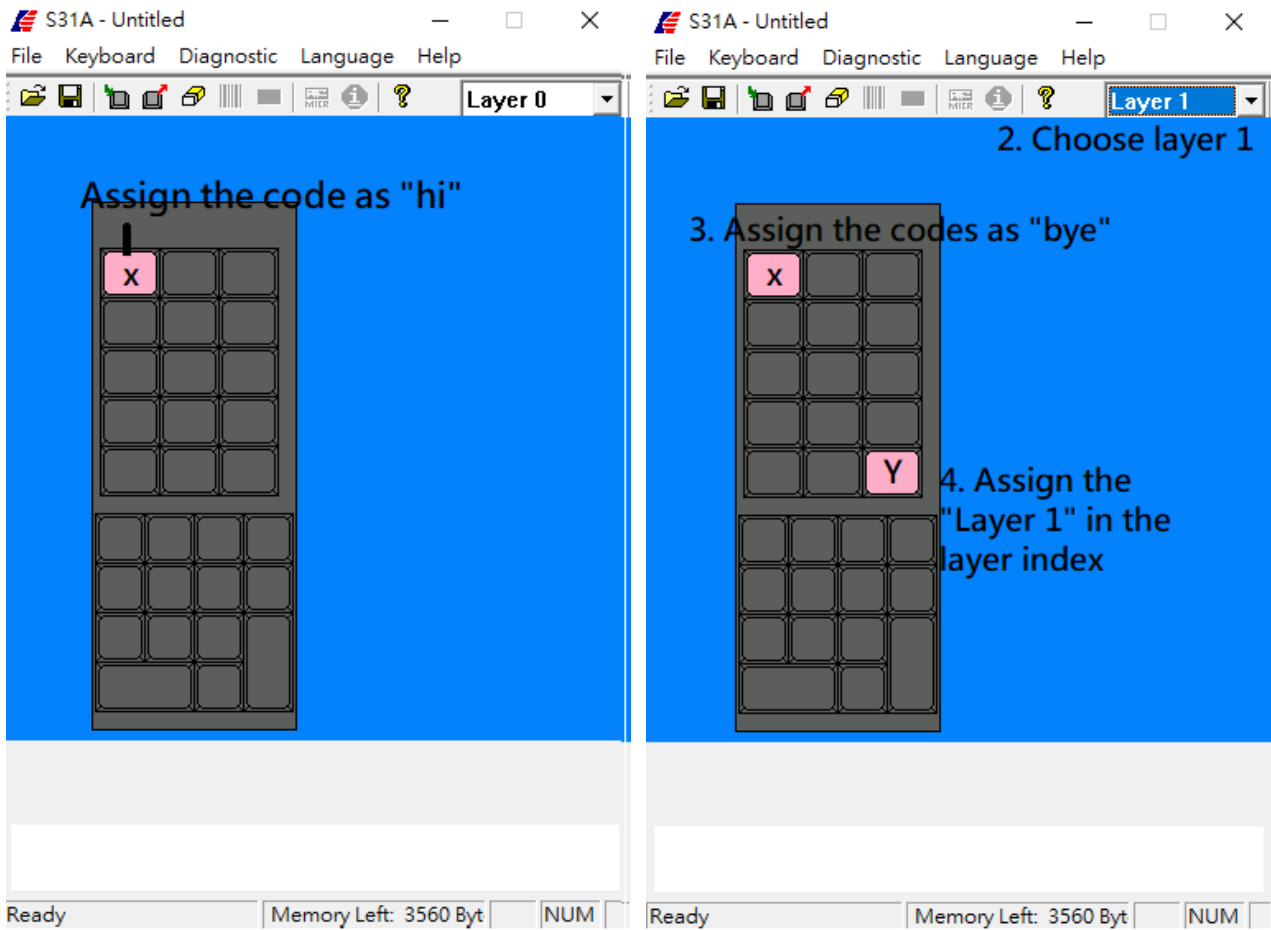 S31A - Untitled
File Keyboard Diagnostic Language Help
MICR
Layer 0
Assign the code as "hi"
x
Ready
Memory Left: 3560 Byt
NUM
S31A - Untitled
File Keyboard Diagnostic Language Help
MICR
Layer 1
2. Choose layer 1
3. Assign the codes as "bye"
x
Y
4. Assign the
"Layer 1" in the
layer index
Ready
Memory Left: 3560 Byt
NUM